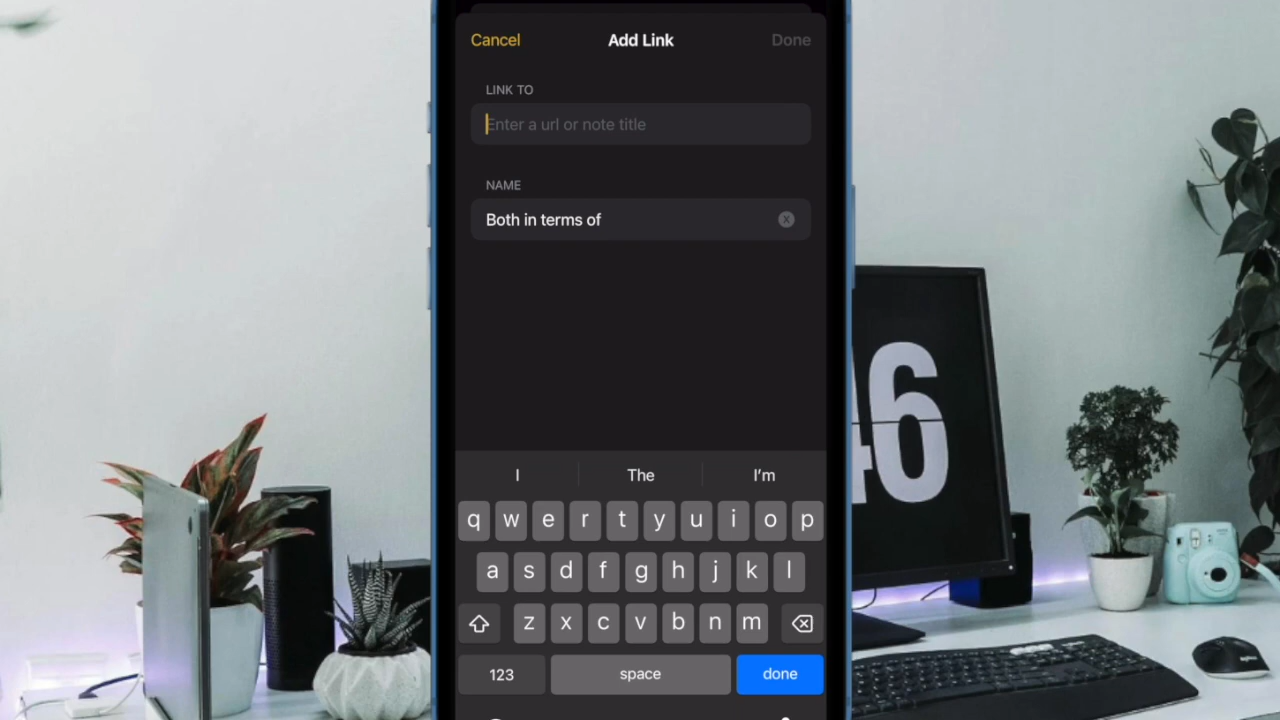 Cancel Add Link Done
LINK TO
Enter a url or note title
NAME
Both in terms of
I The I'm
q w e r t y u i o p
a s d f g h j k l
z x c v b n m
123 space done
46